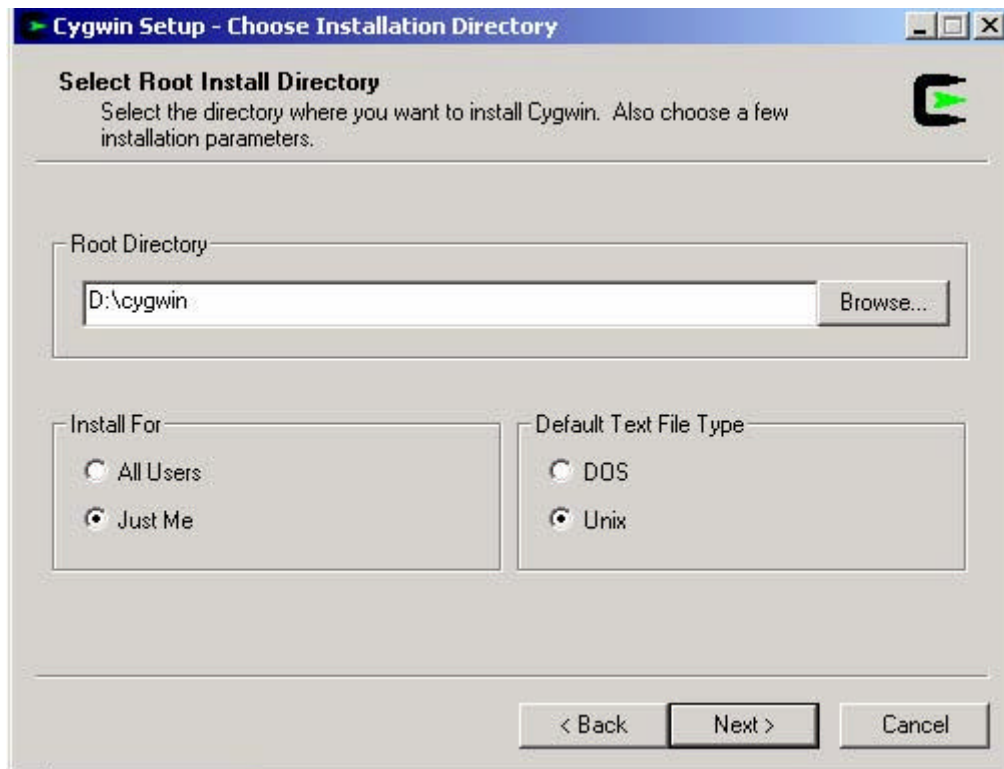 Cygwin Setup - Choose Installation Directory
Select Root Install Directory
Select the directory where you want to install Cygwin.  Also choose a few
installation parameters.
Root Directory
D:\cygwin
Browse...
Install For
All Users
Just Me
Default Text File Type
DOS
Unix
< Back
Next >
Cancel